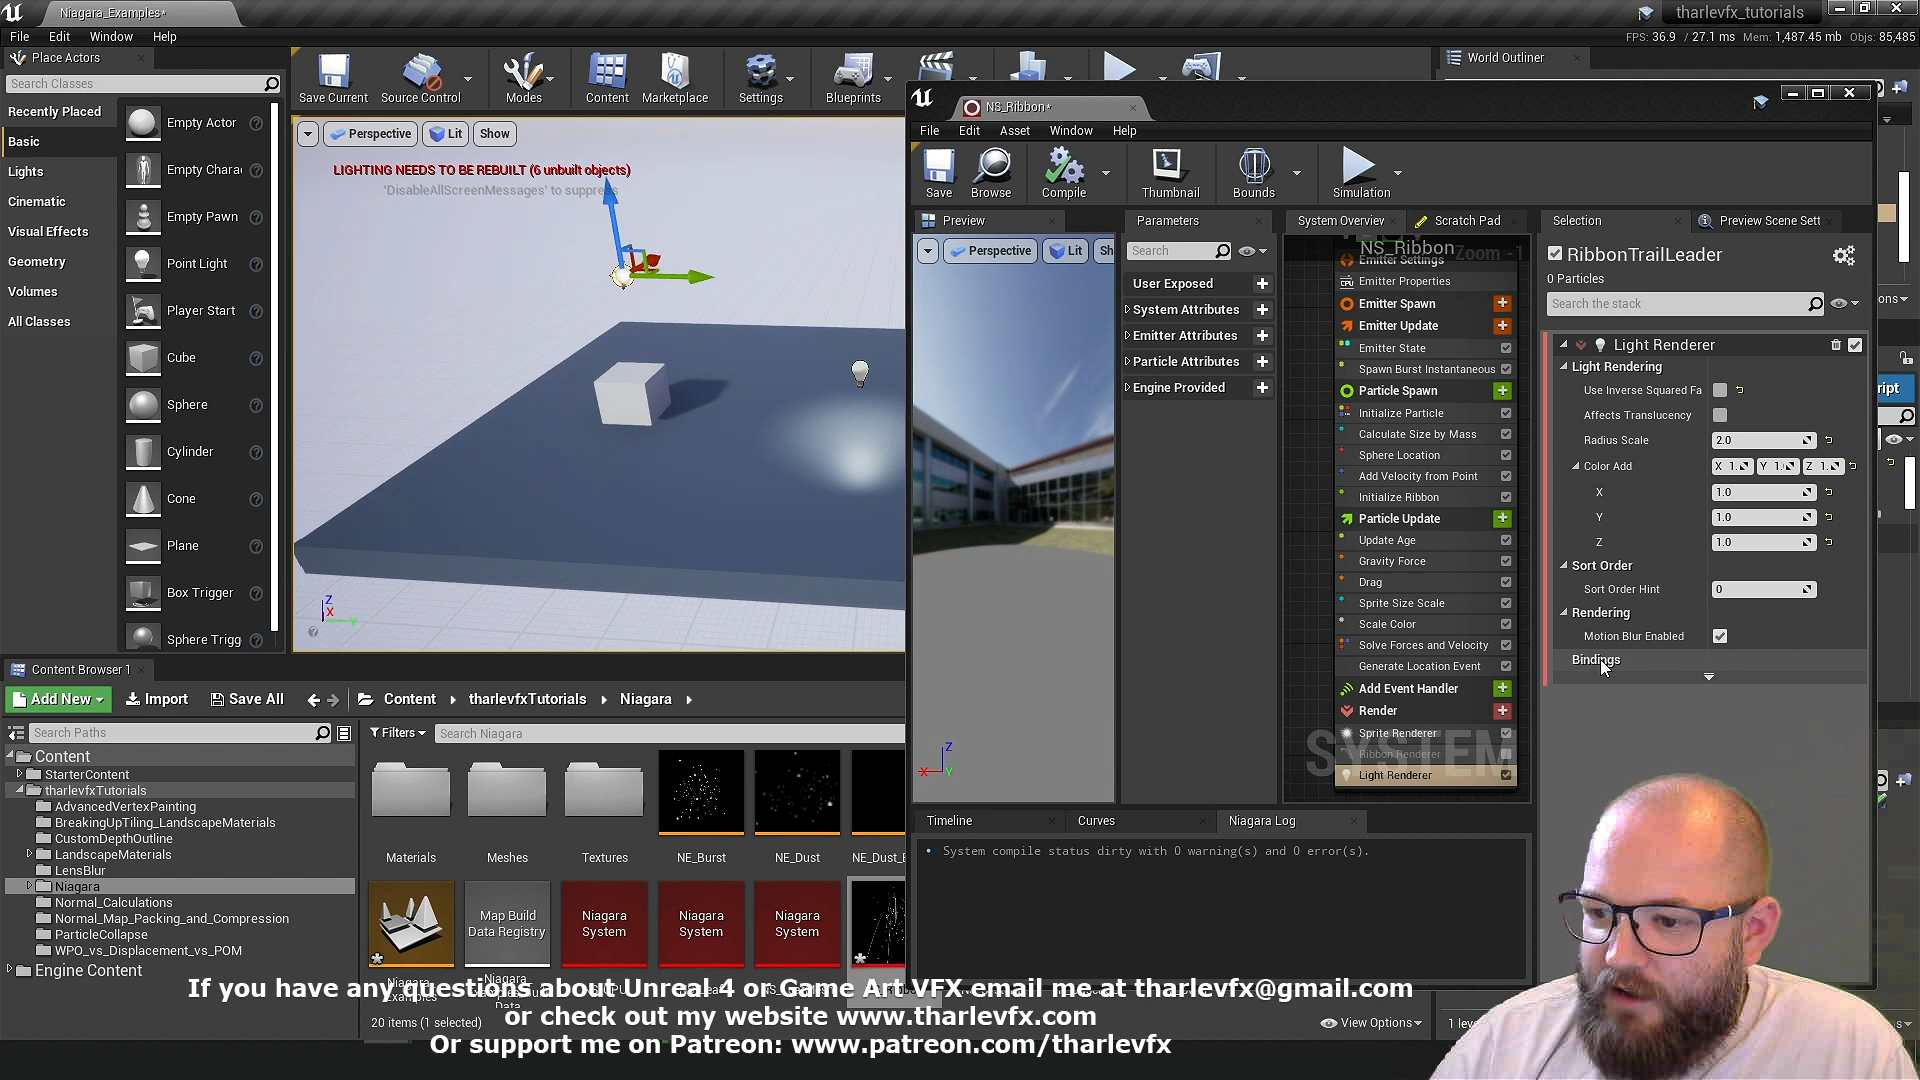 Niagara_Examples*
tharlevfx_tutorials
File Edit Window Help
FPS: 36.9 / 27.1 ms Mem: 1,487.45 mb Objs: 85,485
Place Actors
World Outliner
Search Classes
Save Current
Source Control
Modes
Content
Marketplace
Settings
Blueprints
Recently Placed
Basic
Lights
Cinematic
Visual Effects
Geometry
Volumes
All Classes
Empty Actor
Empty Chara
Empty Pawn
Point Light
Player Start
Cube
Sphere
Cylinder
Cone
Plane
Box Trigger
Sphere Trigg
Perspective
Lit
Show
LIGHTING NEEDS TO BE REBUILT (6 unbuilt objects)
'DisableAllScreenMessages' to suppress
Z
X
Y
NS_Ribbon*
File Edit Asset Window Help
Save
Browse
Compile
Thumbnail
Bounds
Simulation
Preview
Parameters
System Overview
Scratch Pad
Selection
Preview Scene Sett
Perspective
Lit
Sh
Search
User Exposed
System Attributes
Emitter Attributes
Particle Attributes
Engine Provided
Z
X
Y
NS_Ribbon
Zoom -1
Emitter Settings
CPU
Emitter Properties
Emitter Spawn
Emitter Update
Emitter State
Spawn Burst Instantaneous
Particle Spawn
Initialize Particle
Calculate Size by Mass
Sphere Location
Add Velocity from Point
Initialize Ribbon
Particle Update
Update Age
Gravity Force
Drag
Sprite Size Scale
Scale Color
Solve Forces and Velocity
Generate Location Event
Add Event Handler
Render
Sprite Renderer
Ribbon Renderer
Light Renderer
SYSTEM
RibbonTrailLeader
0 Particles
Search the stack
Light Renderer
Light Rendering
Use Inverse Squared Fa
Affects Translucency
Radius Scale
2.0
Color Add
X 1. Y 1. Z 1.
X
1.0
Y
1.0
Z
1.0
Sort Order
Sort Order Hint
0
Rendering
Motion Blur Enabled
Bindings
ons
ript
Timeline
Curves
Niagara Log
System compile status dirty with 0 warning(s) and 0 error(s).
Content Browser 1
Add New
Import
Save All
Content
tharlevfxTutorials
Niagara
Search Paths
Filters
Search Niagara
Content
StarterContent
tharlevfxTutorials
AdvancedVertexPainting
BreakingUpTiling_LandscapeMaterials
CustomDepthOutline
LandscapeMaterials
LensBlur
Niagara
Normal_Calculations
Normal_Map_Packing_and_Compression
ParticleCollapse
WPO_vs_Displacement_vs_POM
Engine Content
Materials
Meshes
Textures
NE_Burst
NE_Dust
NE_Dust_
Map Build
Data Registry
Niagara
System
Niagara
System
Niagara
System
20 items (1 selected)
View Options
If you have any questions about Unreal 4 or Game Art VFX email me at tharlevfx@gmail.com
or check out my website www.tharlevfx.com
Or support me on Patreon: www.patreon.com/tharlevfx